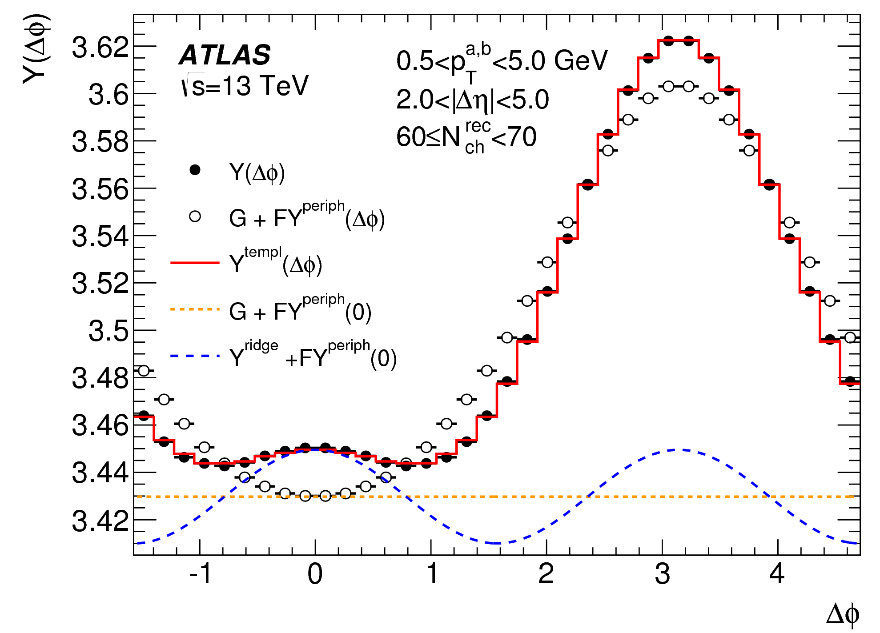 Y(Δϕ)
3.62
3.6
3.58
3.56
3.54
3.52
3.5
3.48
3.46
3.44
3.42
ATLAS
√s=13 TeV
0.5<p_T^{a,b}<5.0 GeV
2.0<|Δη|<5.0
60≤N_{ch}^{rec}<70
Y(Δϕ)
G + FY^{periph}(Δϕ)
Y^{templ}(Δϕ)
G + FY^{periph}(0)
Y^{ridge} +FY^{periph}(0)
-1 0 1 2 3 4
Δϕ